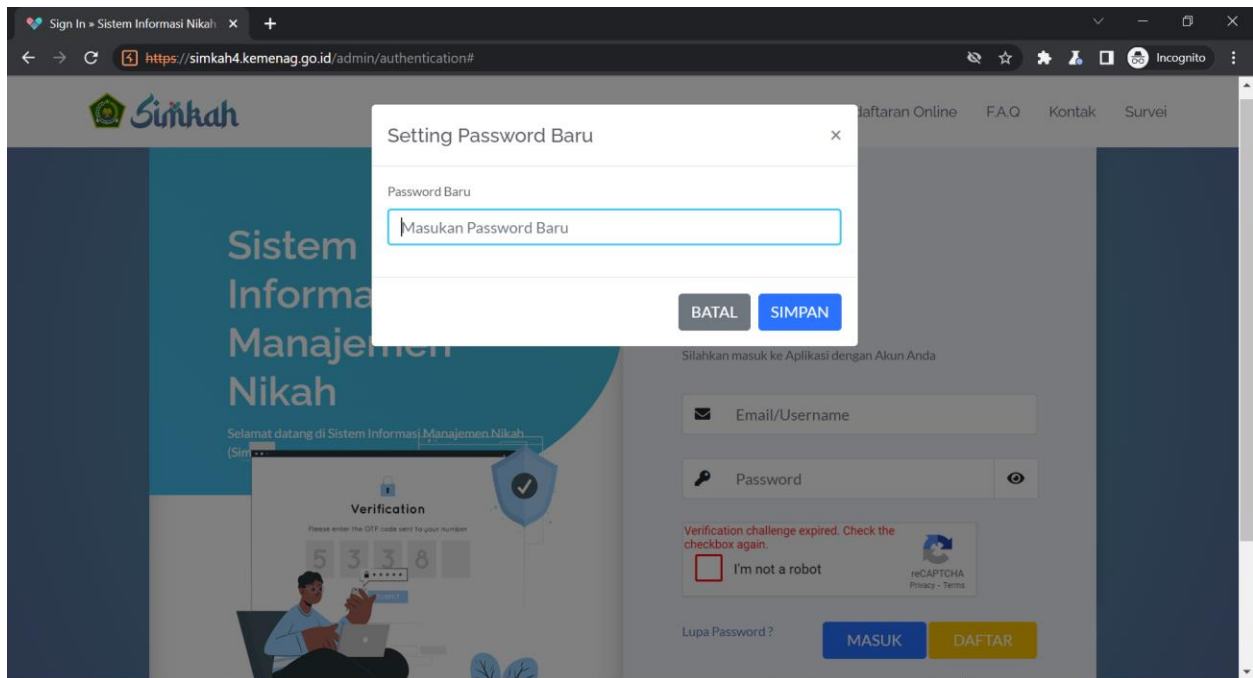 Sign In » Sistem Informasi Nikah
https://simkah4.kemenag.go.id/admin/authentication#
Incognito
Simkah
daftaran Online F.A.Q Kontak Survei
Setting Password Baru
Password Baru
Masukan Password Baru
BATAL SIMPAN
Sistem
Informa
Manajemen
Nikah
Selamat datang di Sistem Informasi Manajemen Nikah
(Sim
Verification
Please enter the OTP code sent to your number
5 3 3 8
Silahkan masuk ke Aplikasi dengan Akun Anda
Email/Username
Password
Verification challenge expired. Check the
checkbox again.
I'm not a robot
reCAPTCHA
Privacy - Terms
Lupa Password ?
MASUK DAFTAR